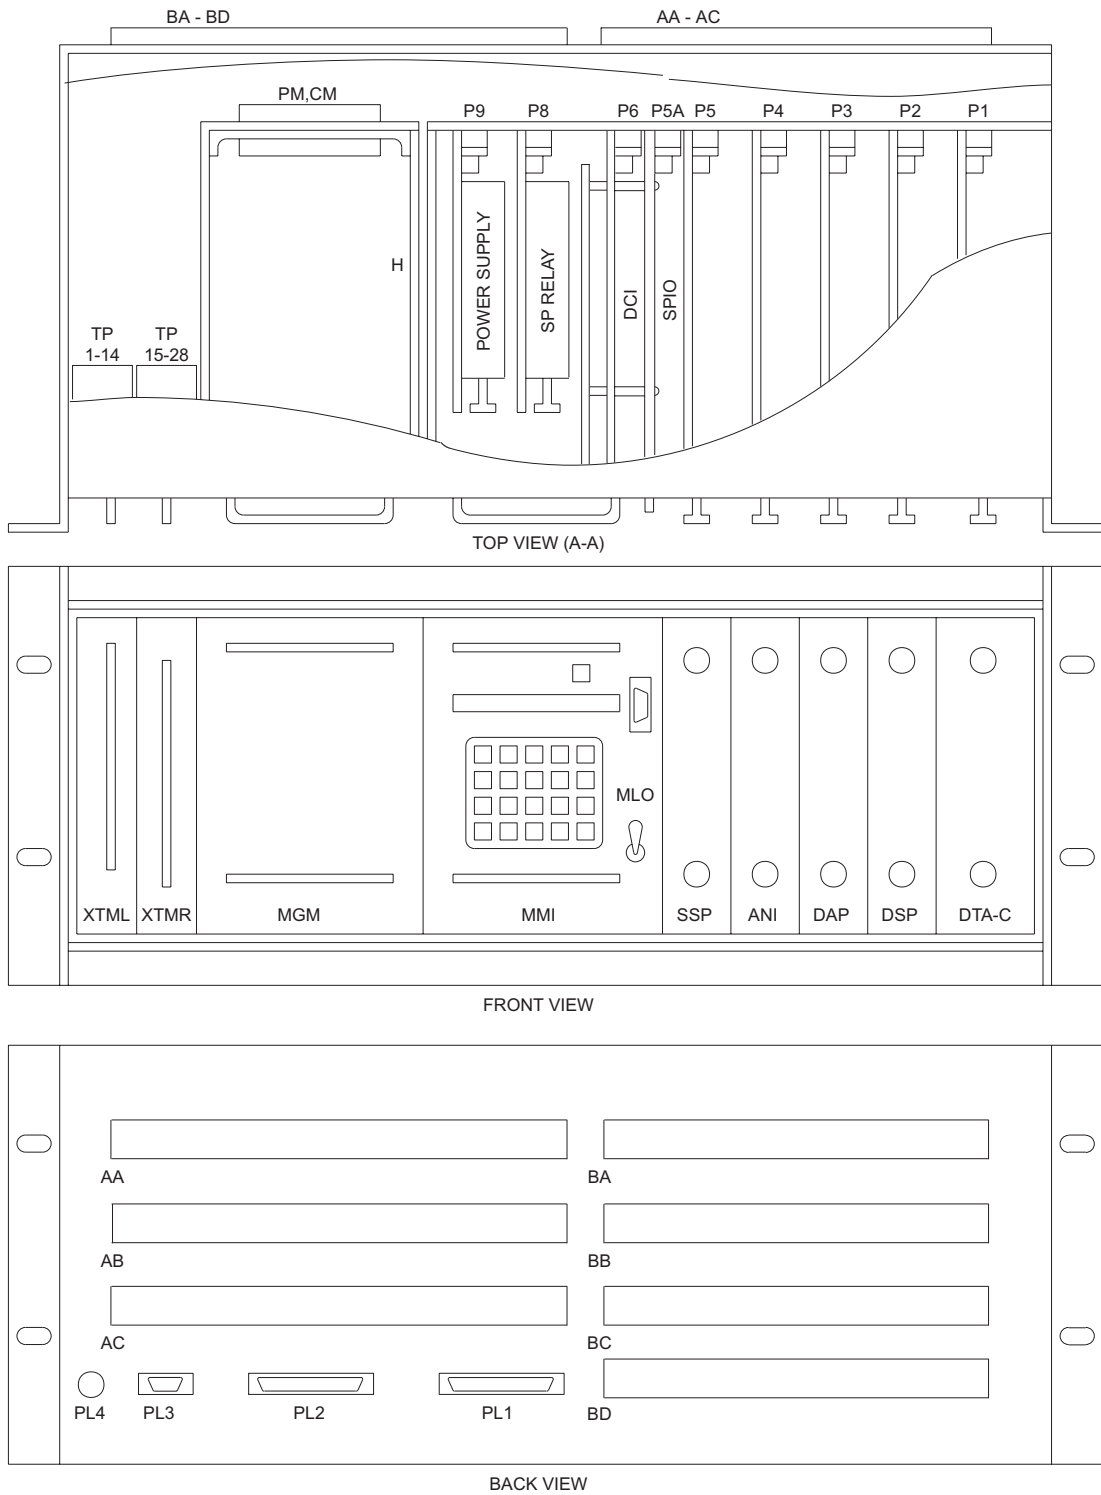 BA - BD
AA - AC
PM,CM
P9
P8
P6
P5A
P5
P4
P3
P2
P1
H
POWER SUPPLY
SP RELAY
DCI
SPIO
TP
1-14
TP
15-28
TOP VIEW (A-A)
MLO
XTML
XTMR
MGM
MMI
SSP
ANI
DAP
DSP
DTA-C
FRONT VIEW
AA
BA
AB
BB
AC
BC
PL4
PL3
PL2
PL1
BD
BACK VIEW